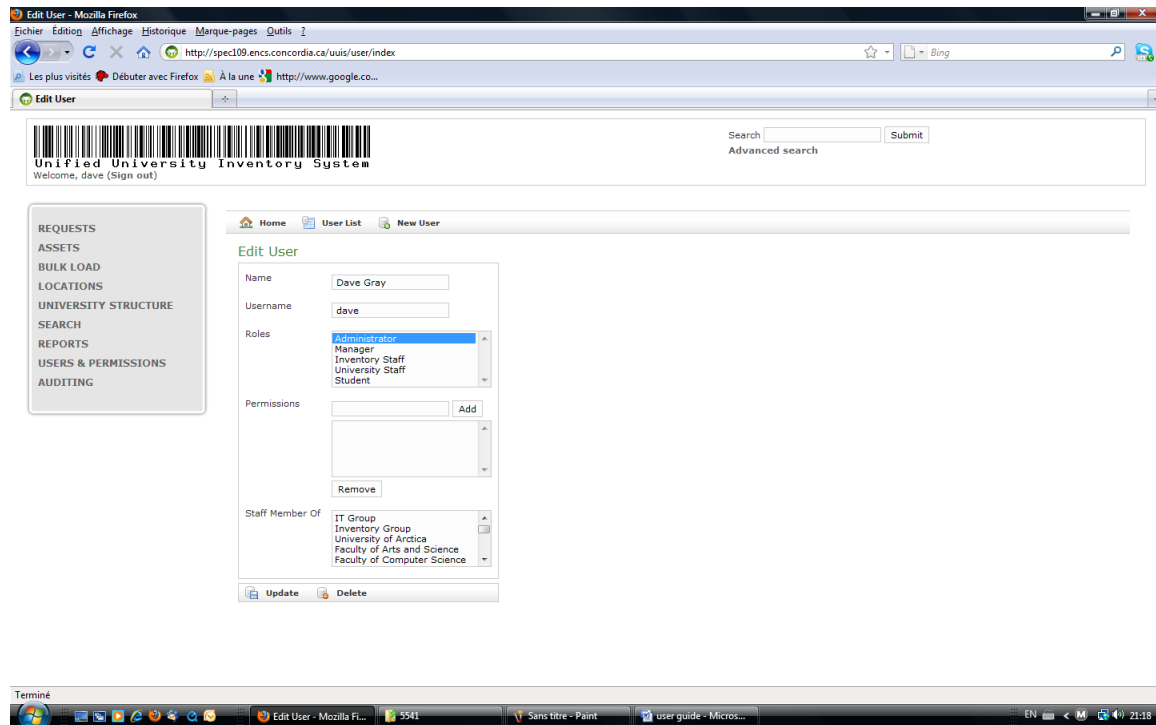 Edit User - Mozilla Firefox
Fichier Édition Affichage Historique Marque-pages Outils ?
http://spec109.encs.concordia.ca/uuis/user/index
Bing
Les plus visités Débuter avec Firefox À la une http://www.google.co...
Edit User
Unified University Inventory System
Welcome, dave (Sign out)
Search Submit
Advanced search
REQUESTS
ASSETS
BULK LOAD
LOCATIONS
UNIVERSITY STRUCTURE
SEARCH
REPORTS
USERS & PERMISSIONS
AUDITING
Home User List New User
Edit User
Name Dave Gray
Username dave
Roles
Administrator
Manager
Inventory Staff
University Staff
Student
Permissions Add
Remove
Staff Member Of
IT Group
Inventory Group
University of Arctica
Faculty of Arts and Science
Faculty of Computer Science
Update Delete
Terminé
Edit User - Mozilla Fi... 5541 Sans titre - Paint user guide - Micros... EN 21:18